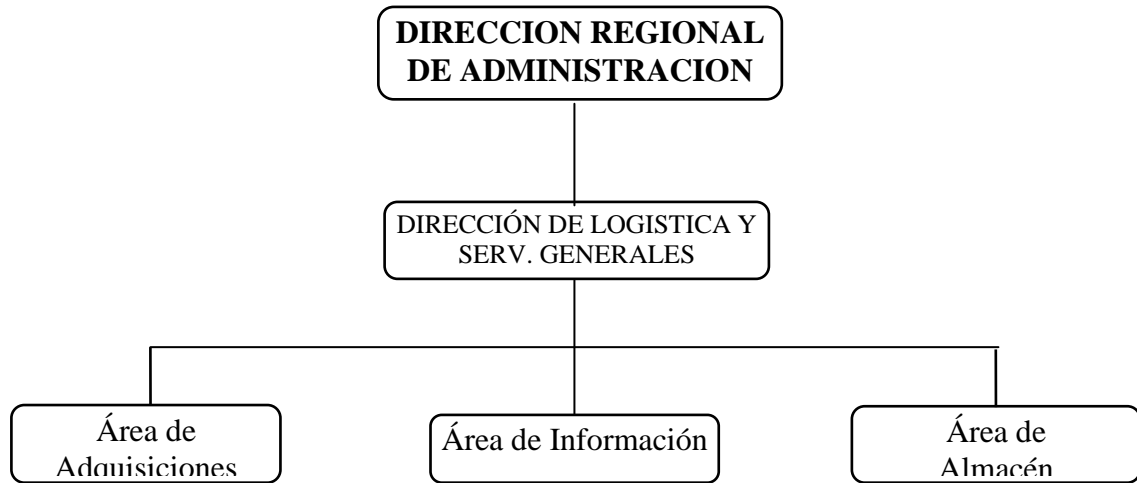 DIRECCION REGIONAL
DE ADMINISTRACION
DIRECCIÓN DE LOGISTICA Y
SERV. GENERALES
Área de
Adquisiciones
Área de Información
Área de
Almacén